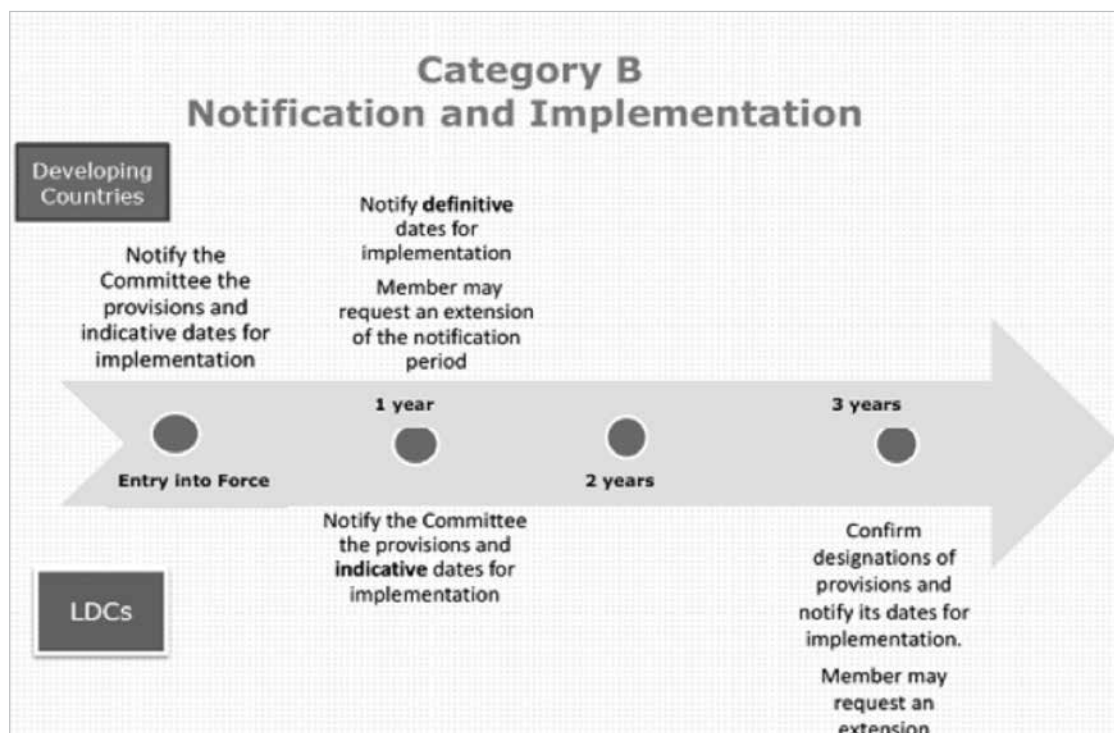 Category B
Notification and Implementation
Developing
Countries
Notify the
Committee the
provisions and
indicative dates for
implementation
Notify definitive
dates for
implementation
Member may
request an extension
of the notification
period
1 year
3 years
Entry into Force
2 years
Notify the Committee
the provisions and
indicative dates for
implementation
LDCs
Confirm
designations of
provisions and
notify its dates for
implementation.
Member may
request an
extension